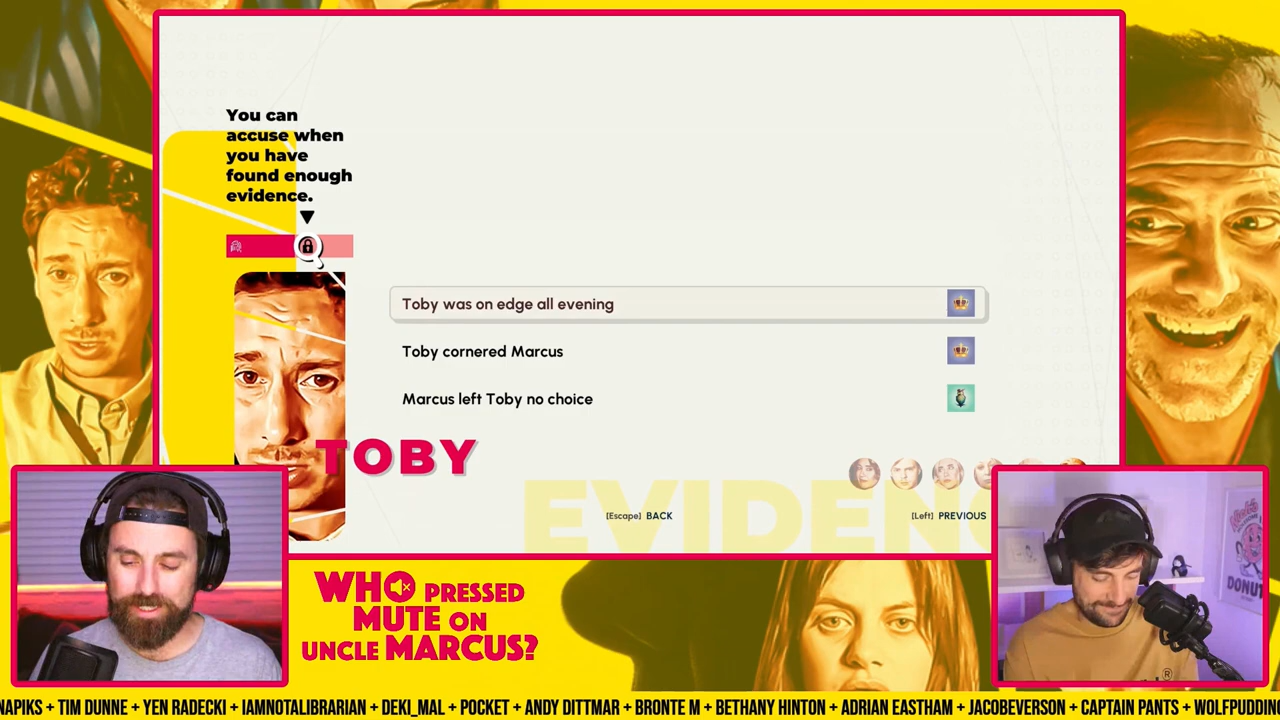 You can
accuse when
you have
found enough
evidence.
Toby was on edge all evening
Toby cornered Marcus
Marcus left Toby no choice
TOBY
[Escape] BACK
[Left] PREVIOUS
WHO PRESSED
MUTE ON
UNCLE MARCUS?
DONUT
NAPIKS + TIM DUNNE + YEN RADECKI + IAMNOTALIBRARIAN + DEKI_MAL + POCKET + ANDY DITTMAR + BRONTE M + BETHANY HINTON + ADRIAN EASTHAM + JACOBEVERSON + CAPTAIN PANTS + WOLFPUDDING